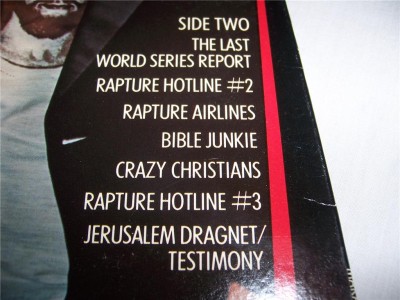 SIDE TWO
THE LAST
WORLD SERIES REPORT
RAPTURE HOTLINE #2
RAPTURE AIRLINES
BIBLE JUNKIE
CRAZY CHRISTIANS
RAPTURE HOTLINE #3
JERUSALEM DRAGNET/
TESTIMONY